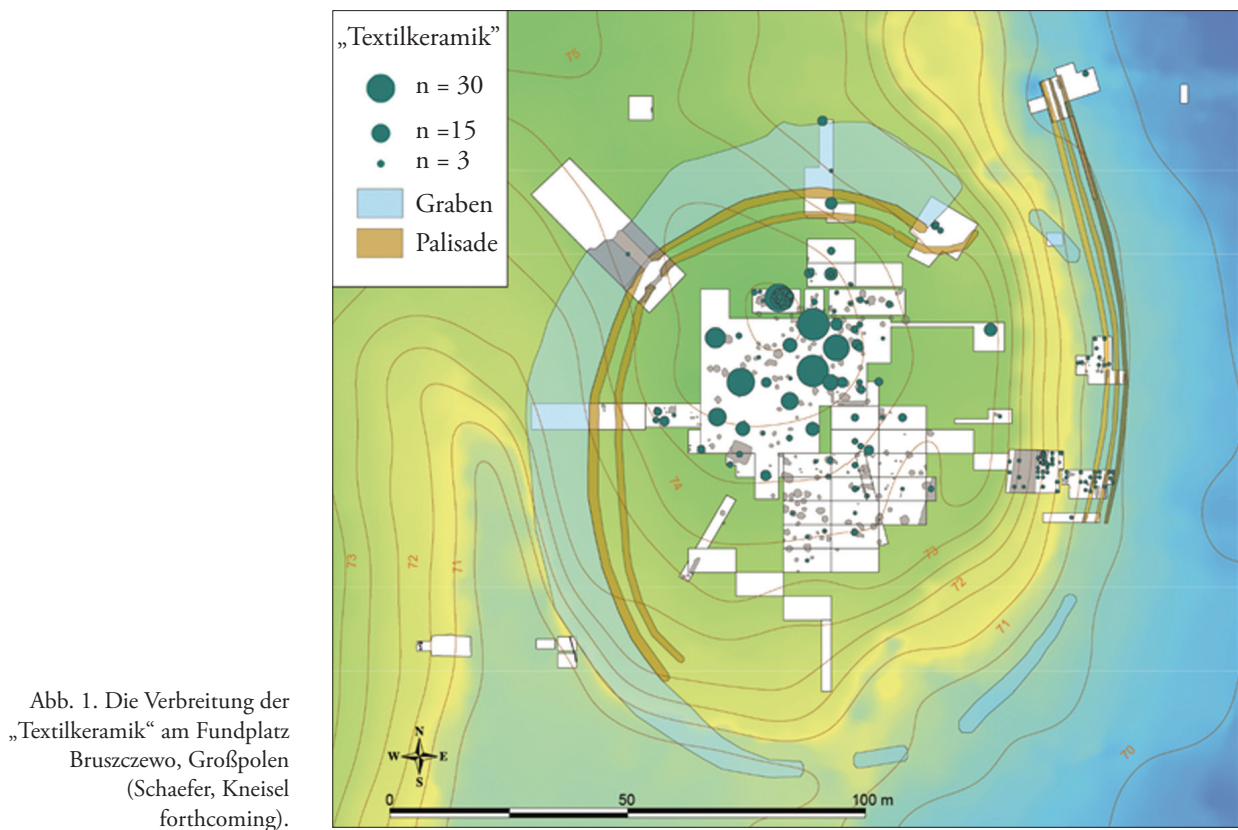 „Textilkeramik”
n = 30
n =15
n = 3
Graben
Palisade
75
74
73
72
71
73
72
71
70
N
W E
S
0 50 100 m
Abb. 1. Die Verbreitung der
„Textilkeramik“ am Fundplatz
Bruszczewo, Großpolen
(Schaefer, Kneisel
forthcoming).